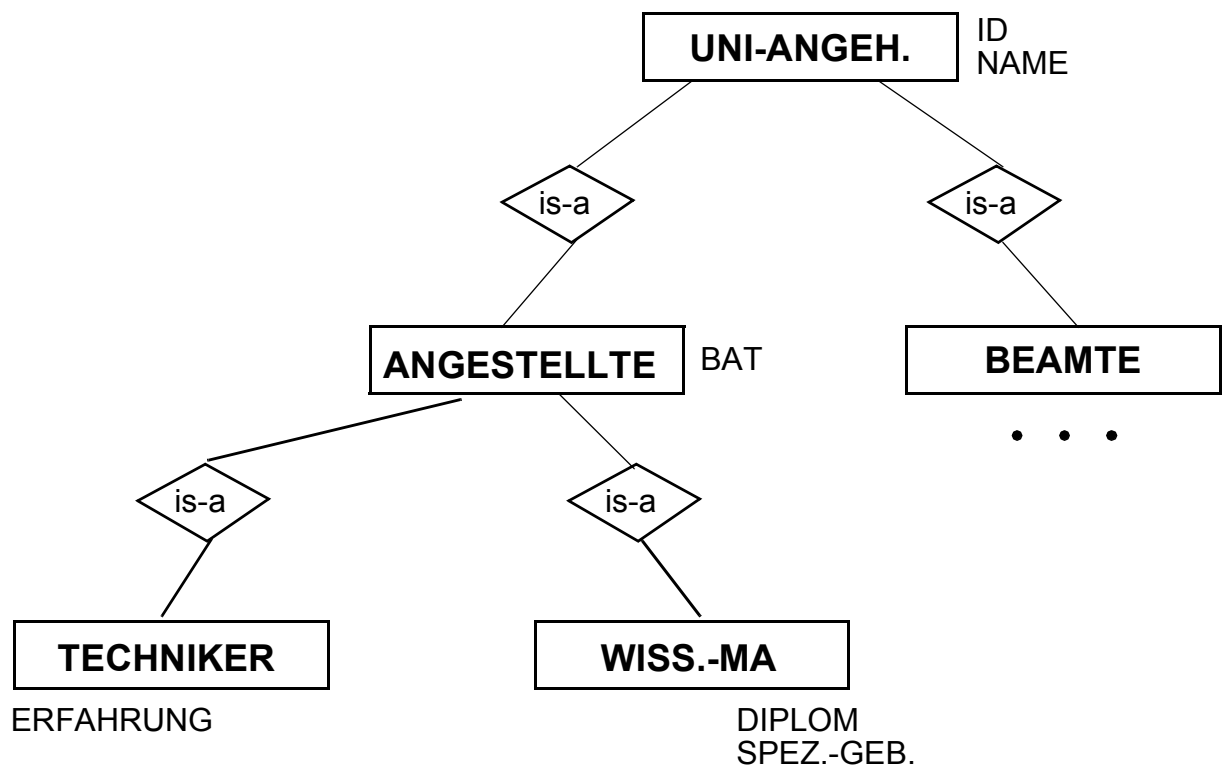 UNI-ANGEH.
ID
NAME
is-a
is-a
ANGESTELLTE
BAT
BEAMTE
• • •
is-a
is-a
TECHNIKER
WISS.-MA
ERFAHRUNG
DIPLOM
SPEZ.-GEB.